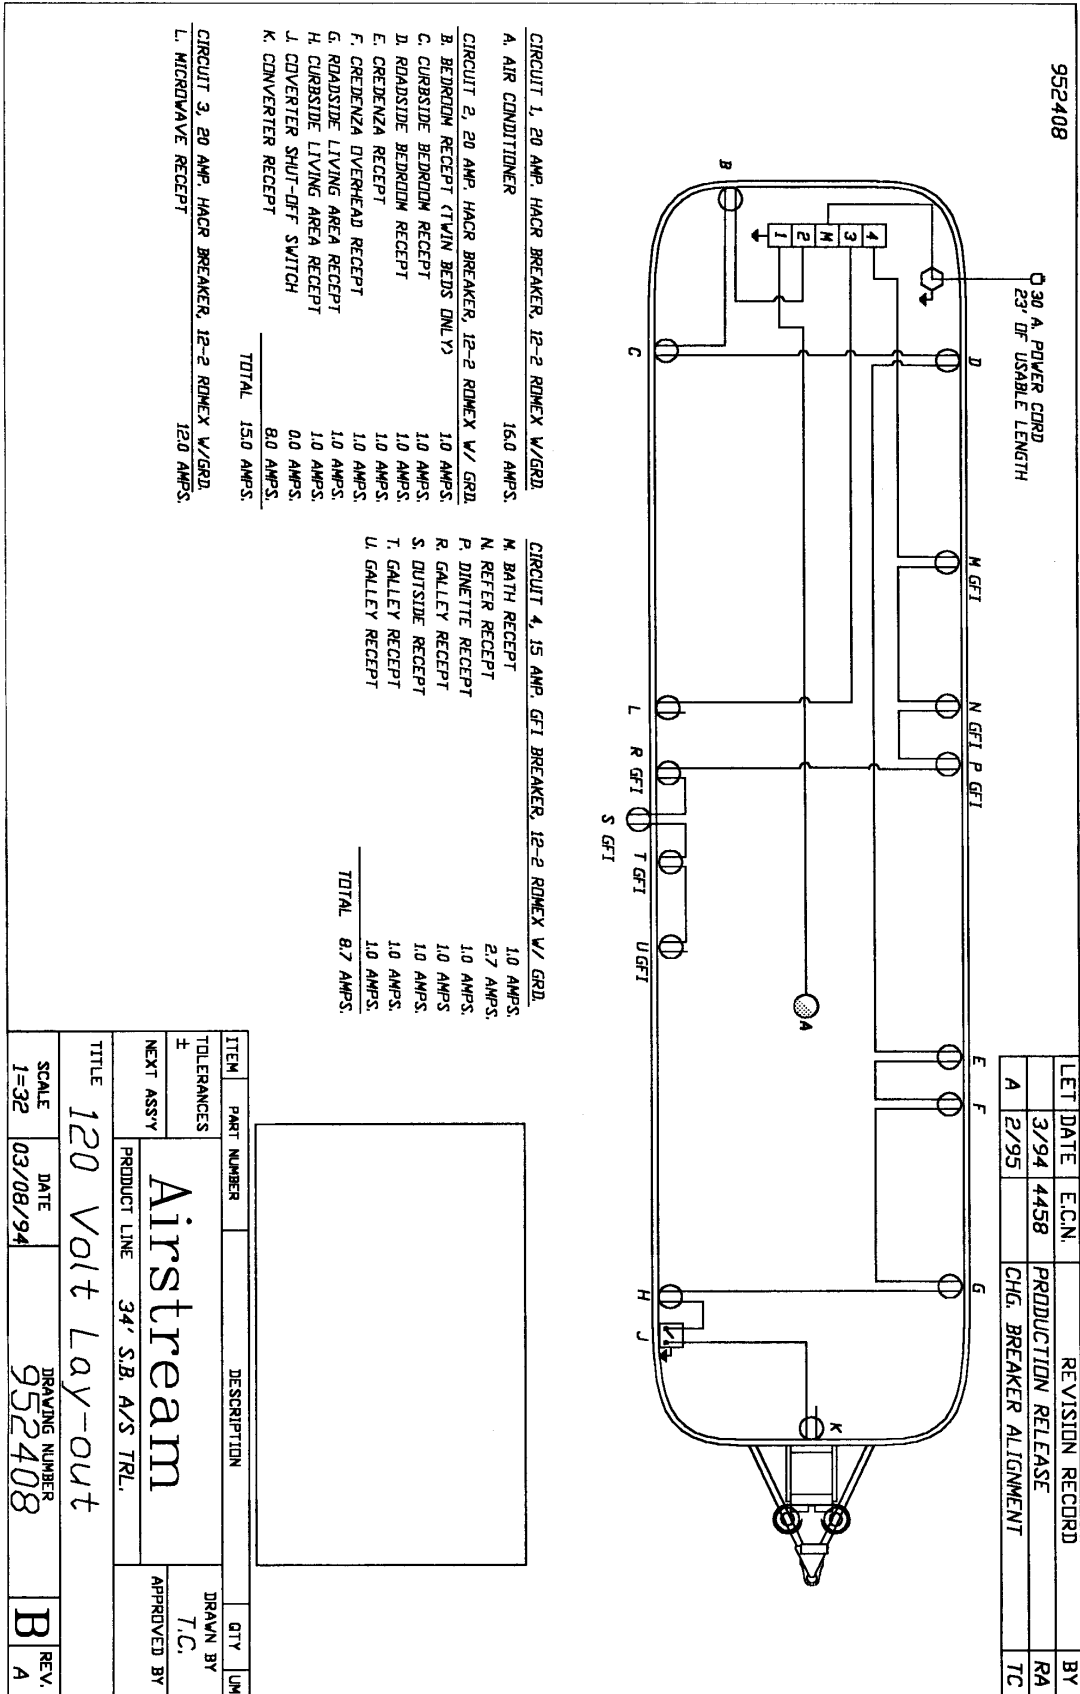 952408
30 A. POWER CORD
23' OF USABLE LENGTH
LET DATE E.C.N. REVISION RECORD BY
3/94 4458 PRODUCTION RELEASE RA
A 2/95 CHG. BREAKER ALIGNMENT TC
D
M GFI
N GFI
P GFI
E
F
G
B
1 2 M 3 4
A
K
C
L
R GFI
S GFI
T GFI
U GFI
H
J
CIRCUIT 1, 20 AMP. HACR BREAKER, 12-2 ROMEX W/GRD.
A. AIR CONDITIONER 16.0 AMPS.
CIRCUIT 2, 20 AMP. HACR BREAKER, 12-2 ROMEX W/ GRD.
B. BEDROOM RECEPT (TWIN BEDS ONLY) 1.0 AMPS.
C. CURBSIDE BEDROOM RECEPT 1.0 AMPS.
D. ROADSIDE BEDROOM RECEPT 1.0 AMPS.
E. CREDENZA RECEPT 1.0 AMPS.
F. CREDENZA OVERHEAD RECEPT 1.0 AMPS.
G. ROADSIDE LIVING AREA RECEPT 1.0 AMPS.
H. CURBSIDE LIVING AREA RECEPT 1.0 AMPS.
J. COVERTER SHUT-OFF SWITCH 0.0 AMPS.
K. CONVERTER RECEPT 8.0 AMPS.
TOTAL 15.0 AMPS.
CIRCUIT 3, 20 AMP. HACR BREAKER, 12-2 ROMEX W/GRD.
L. MICROWAVE RECEPT 12.0 AMPS.
CIRCUIT 4, 15 AMP. GFI BREAKER, 12-2 ROMEX W/ GRD.
M. BATH RECEPT 1.0 AMPS.
N. REFER RECEPT 2.7 AMPS.
P. DINETTE RECEPT 1.0 AMPS.
R. GALLEY RECEPT 1.0 AMPS
S. OUTSIDE RECEPT 1.0 AMPS.
T. GALLEY RECEPT 1.0 AMPS.
U. GALLEY RECEPT 1.0 AMPS.
TOTAL 8.7 AMPS.
ITEM PART NUMBER DESCRIPTION QTY UM
TOLERANCES
±
NEXT ASS'Y
Airstream
PRODUCT LINE 34' S.B. A/S TRL.
DRAWN BY
T.C.
APPROVED BY
TITLE 120 Volt Lay-out
SCALE
1=32
DATE
03/08/94
DRAWING NUMBER
952408
B
REV.
A